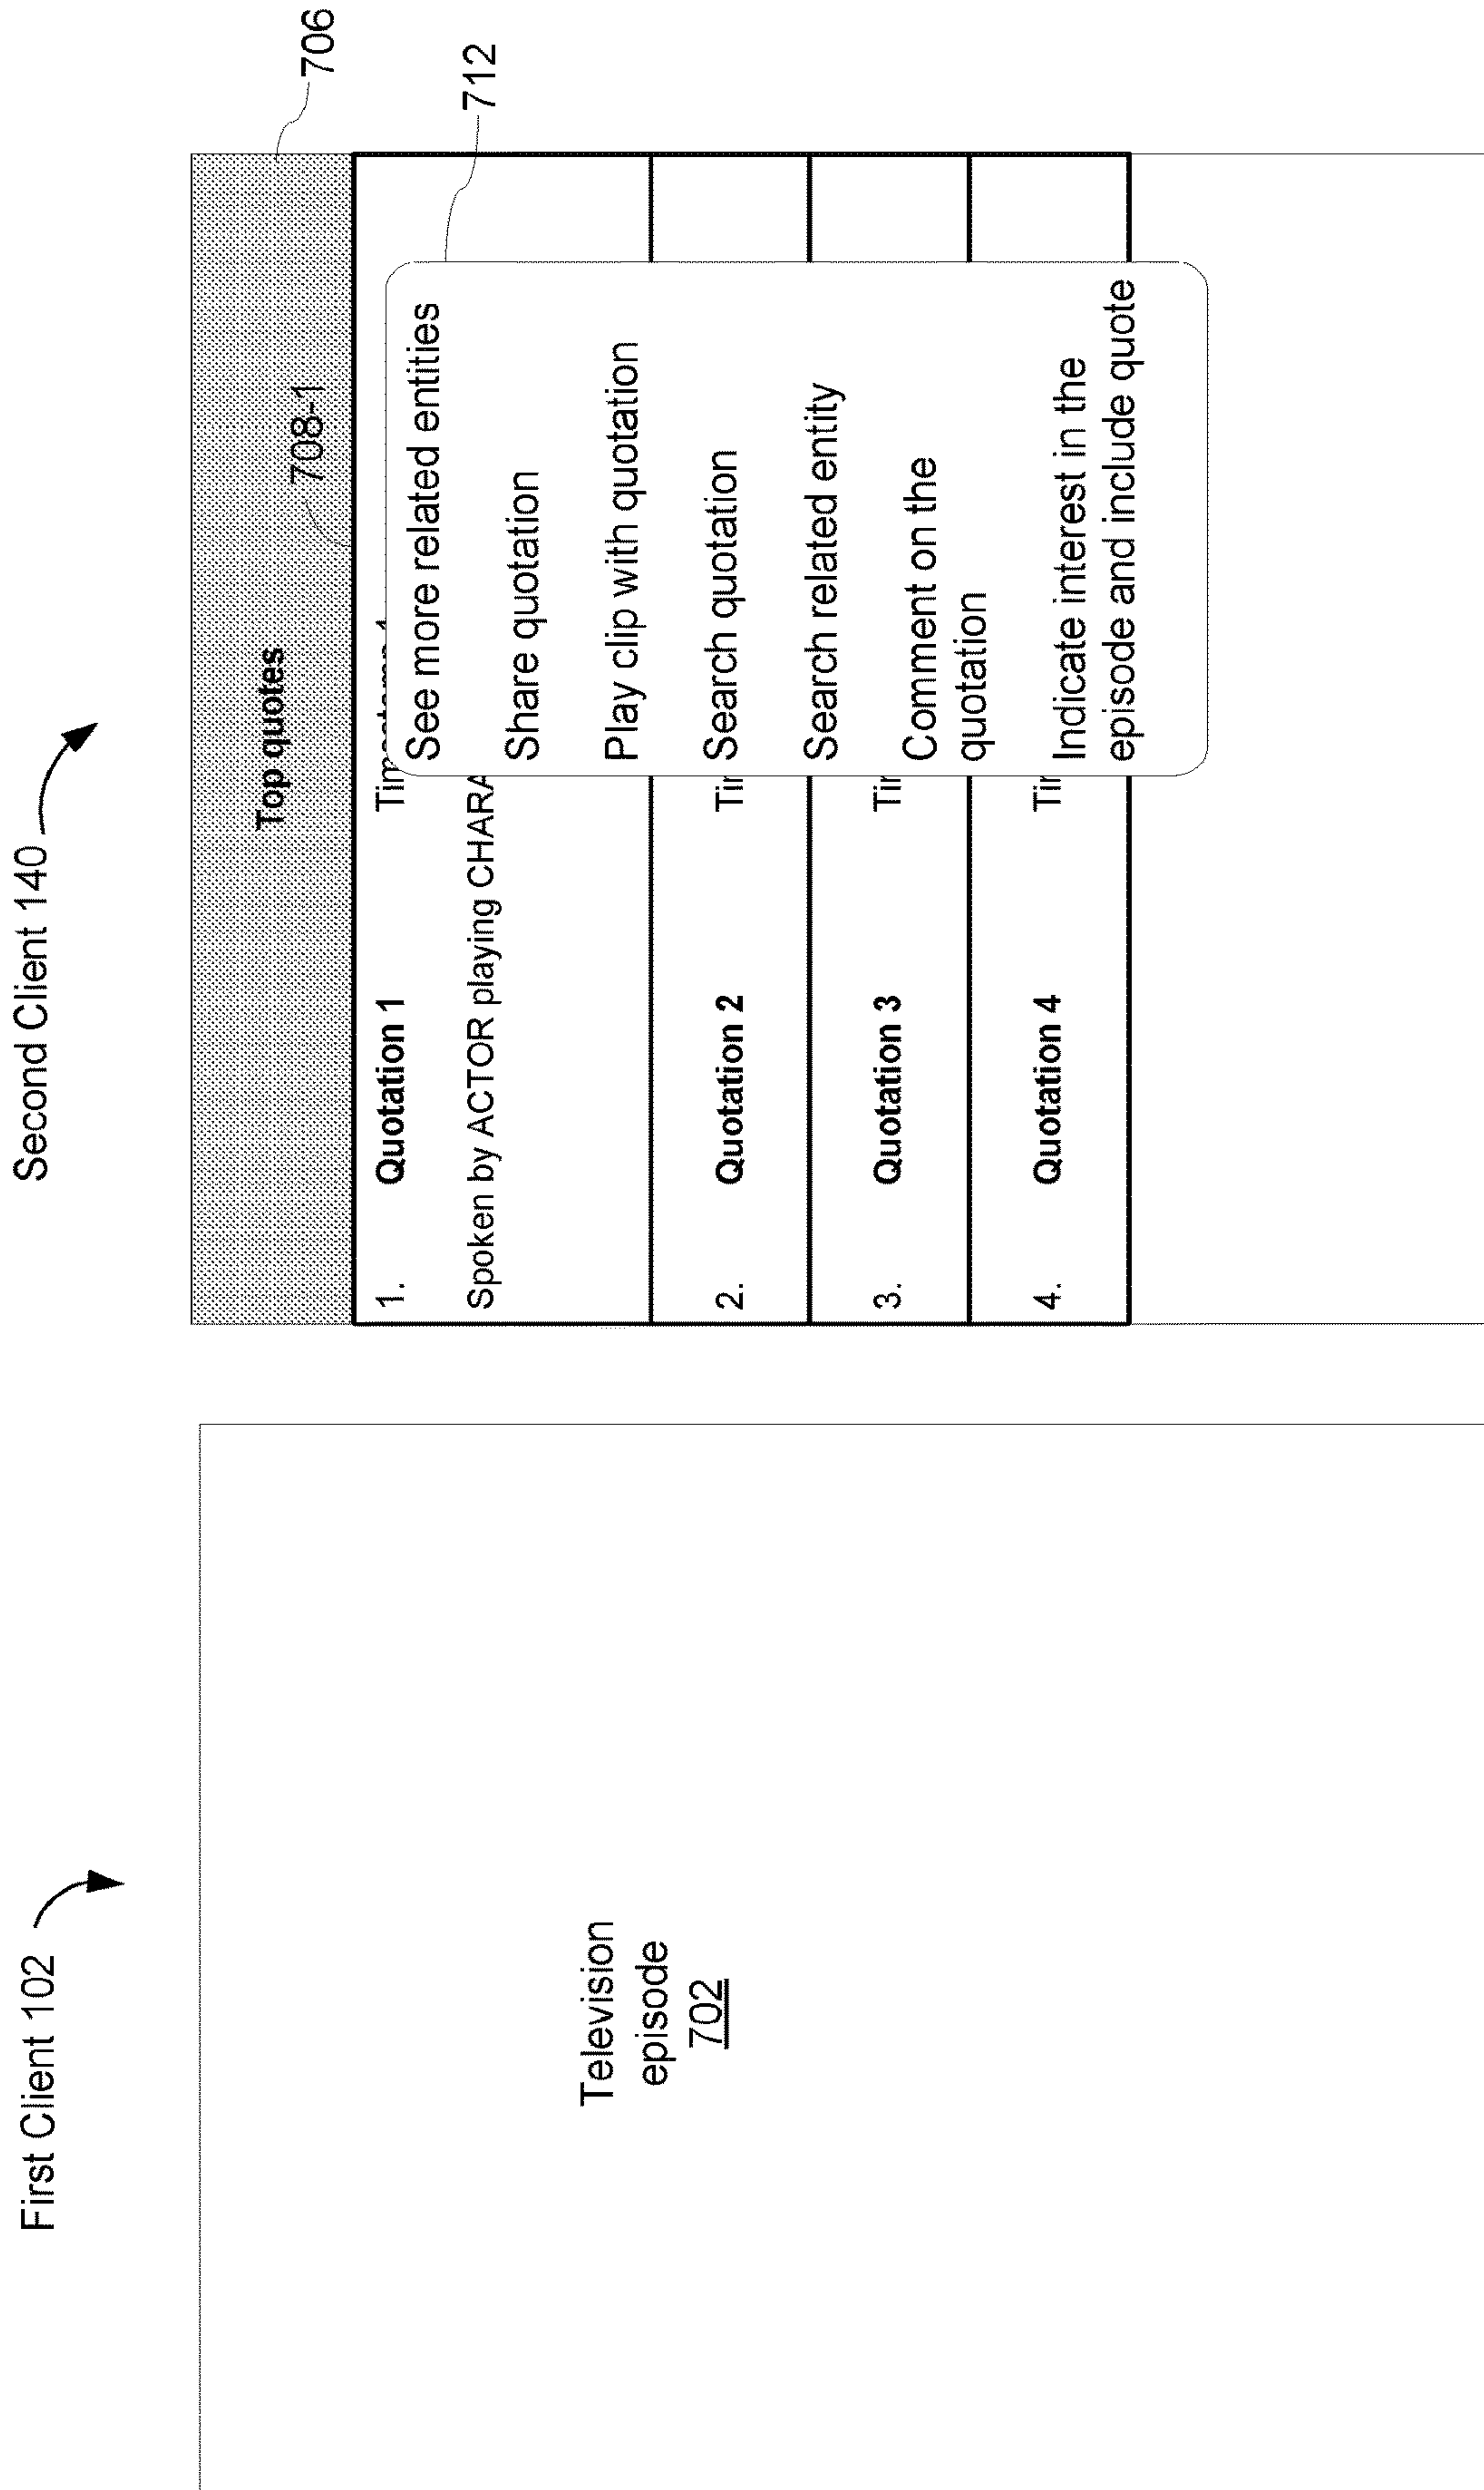 First Client 102
Television
episode
702
Second Client 140
706
Top quotes
708-1
712
1. Quotation 1
Spoken by ACTOR playing CHARA
2. Quotation 2 Tir
3. Quotation 3 Tir
4. Quotation 4 Tir
See more related entities
Share quotation
Play clip with quotation
Search quotation
Search related entity
Comment on the
quotation
Indicate interest in the
episode and include quote